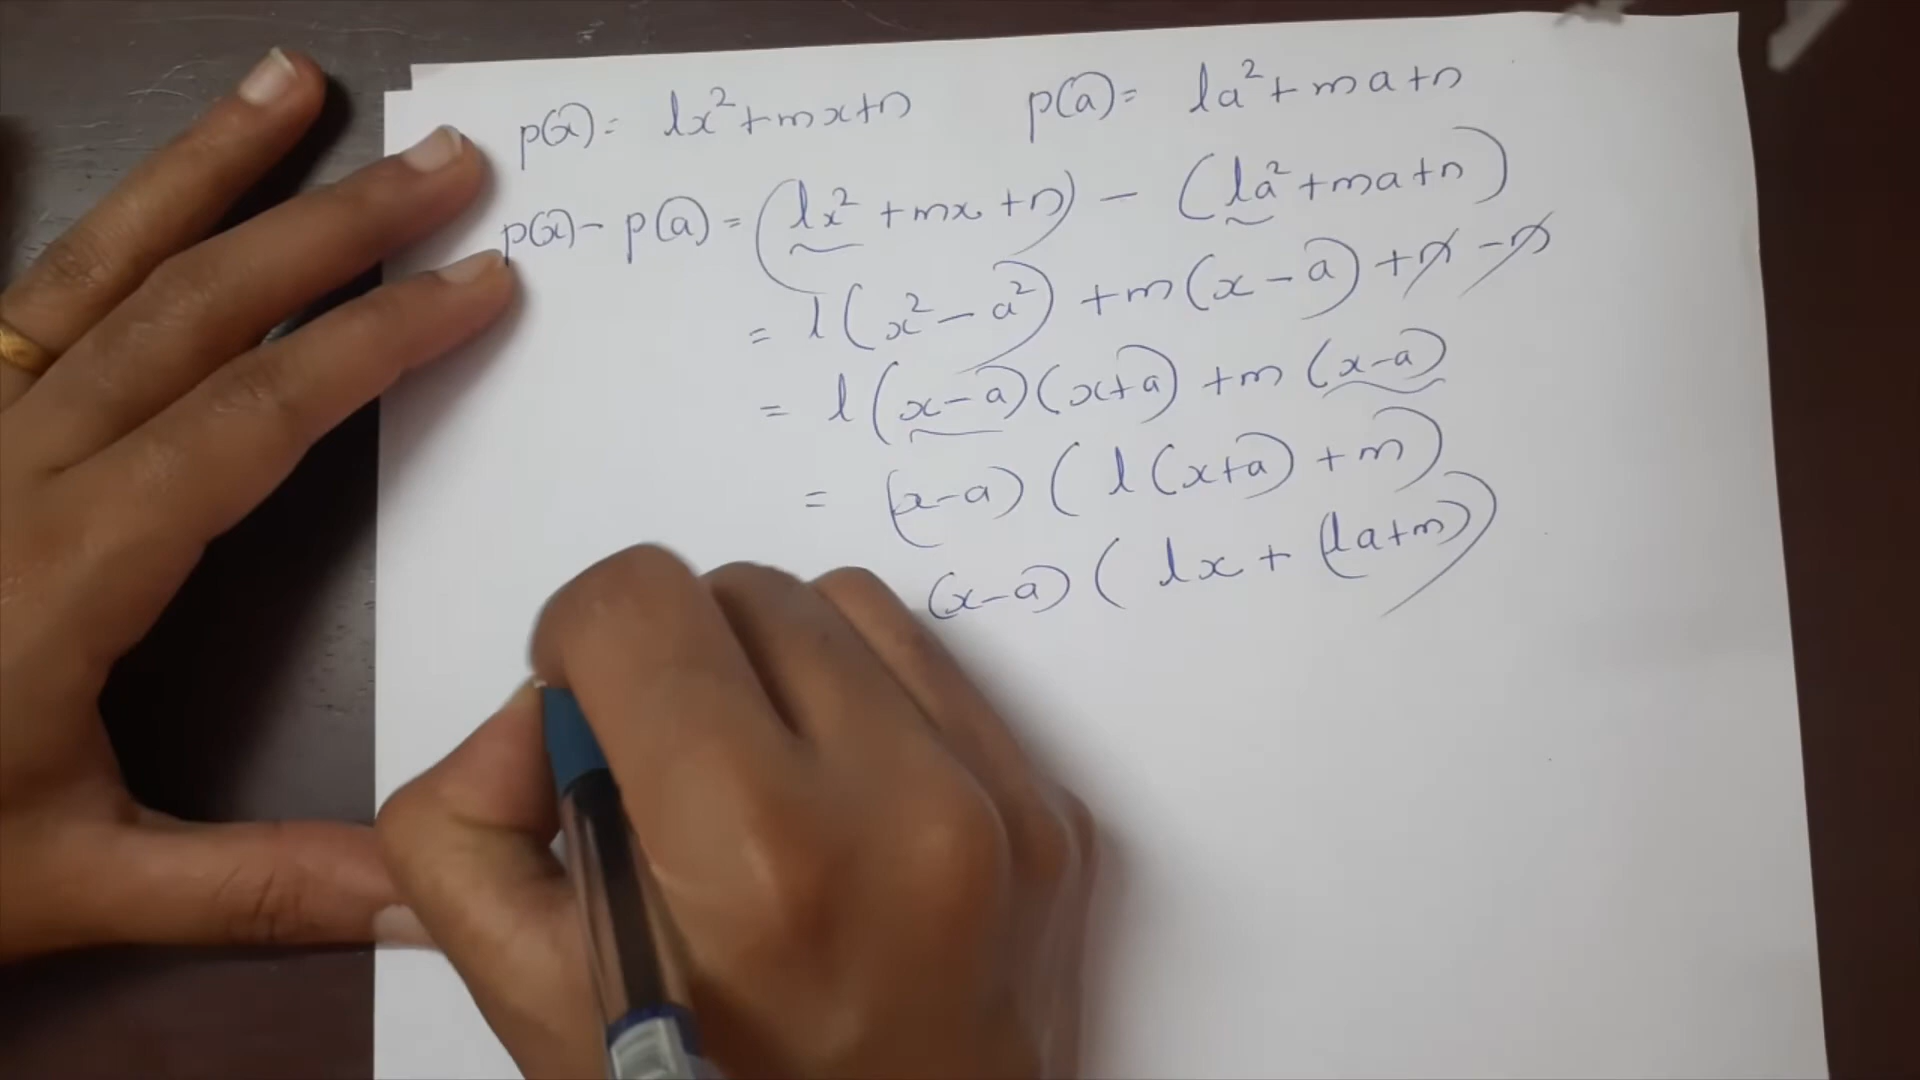 p(x) = lx² + mx + n    p(a) = la² + ma + n
p(x) - p(a) = (lx² + mx + n) - (la² + ma + n)
= l(x² - a²) + m(x - a) + n - n
= l(x-a)(x+a) + m(x-a)
= (x-a)(l(x+a) + m)
(x-a)(lx + (la+m))